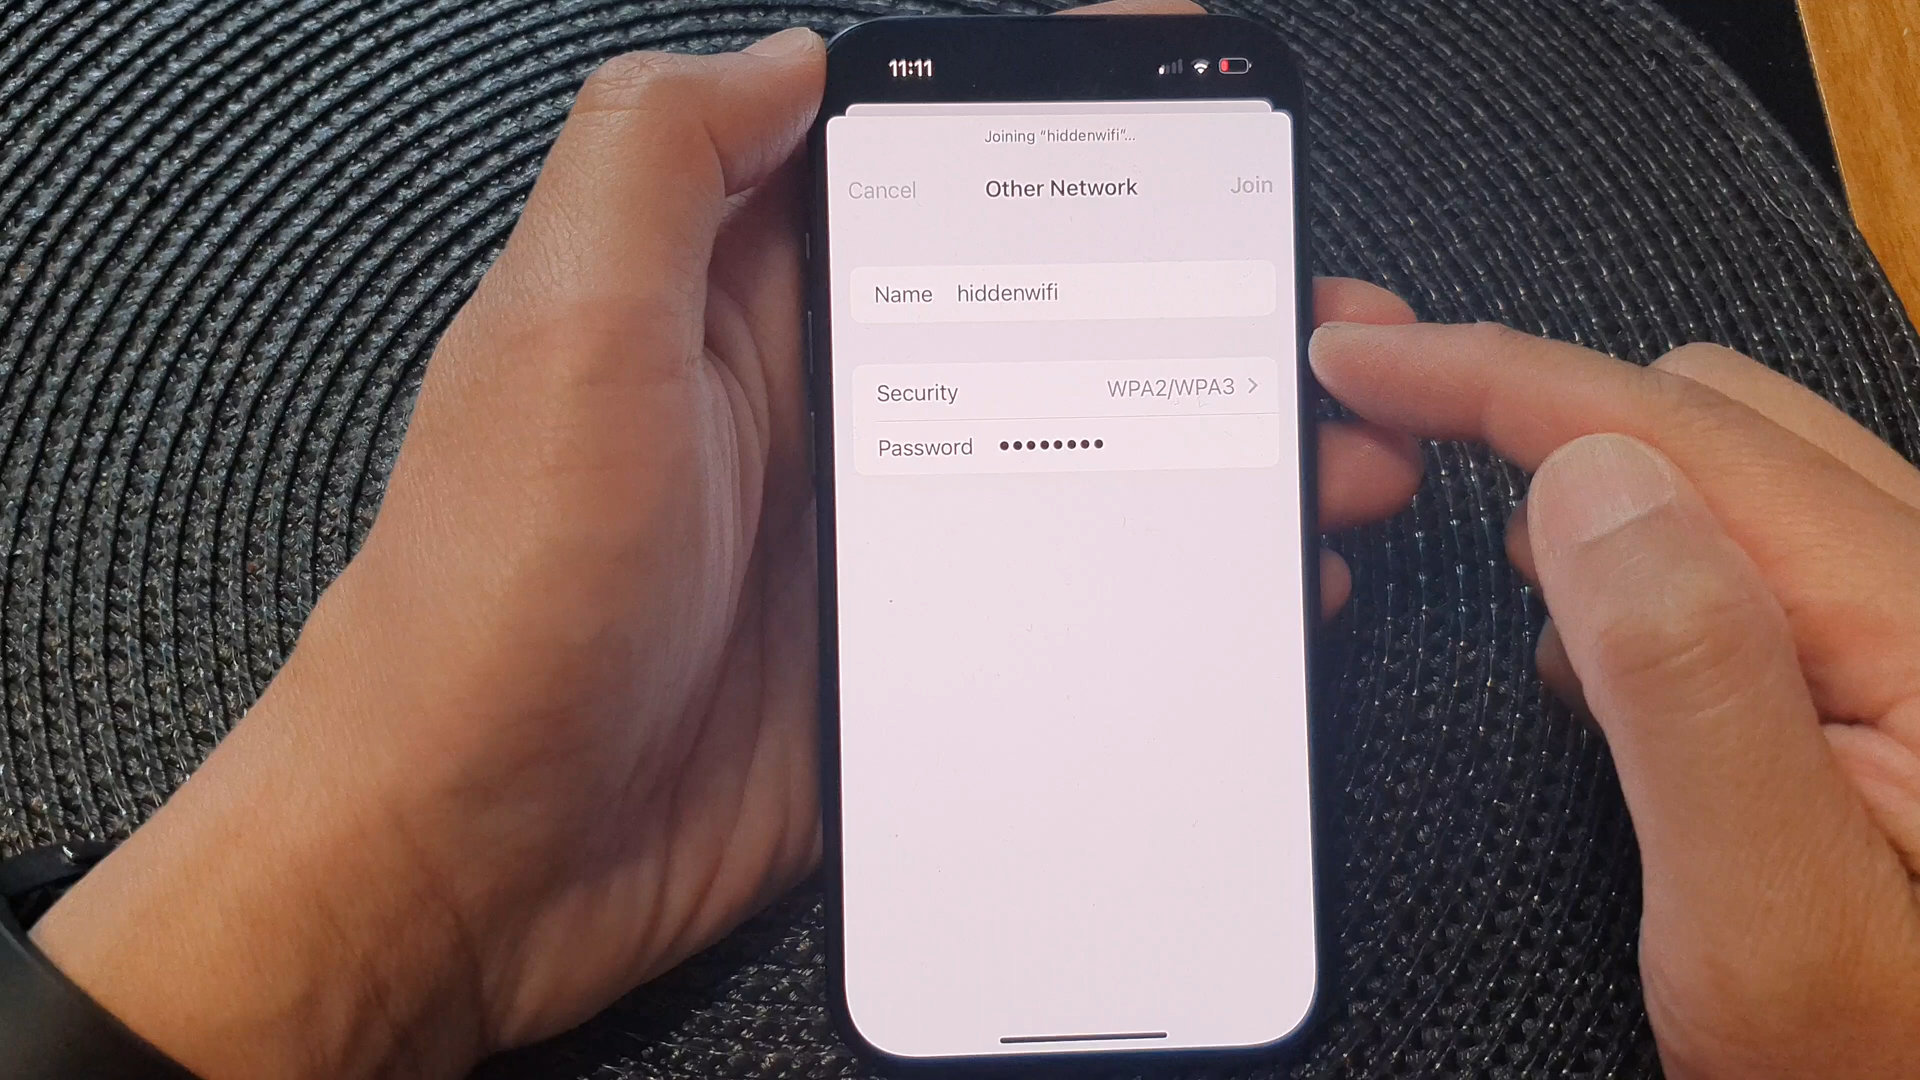 11:11
Joining "hiddenwifi"...
Cancel Other Network Join
Name hiddenwifi
Security WPA2/WPA3
Password ••••••••